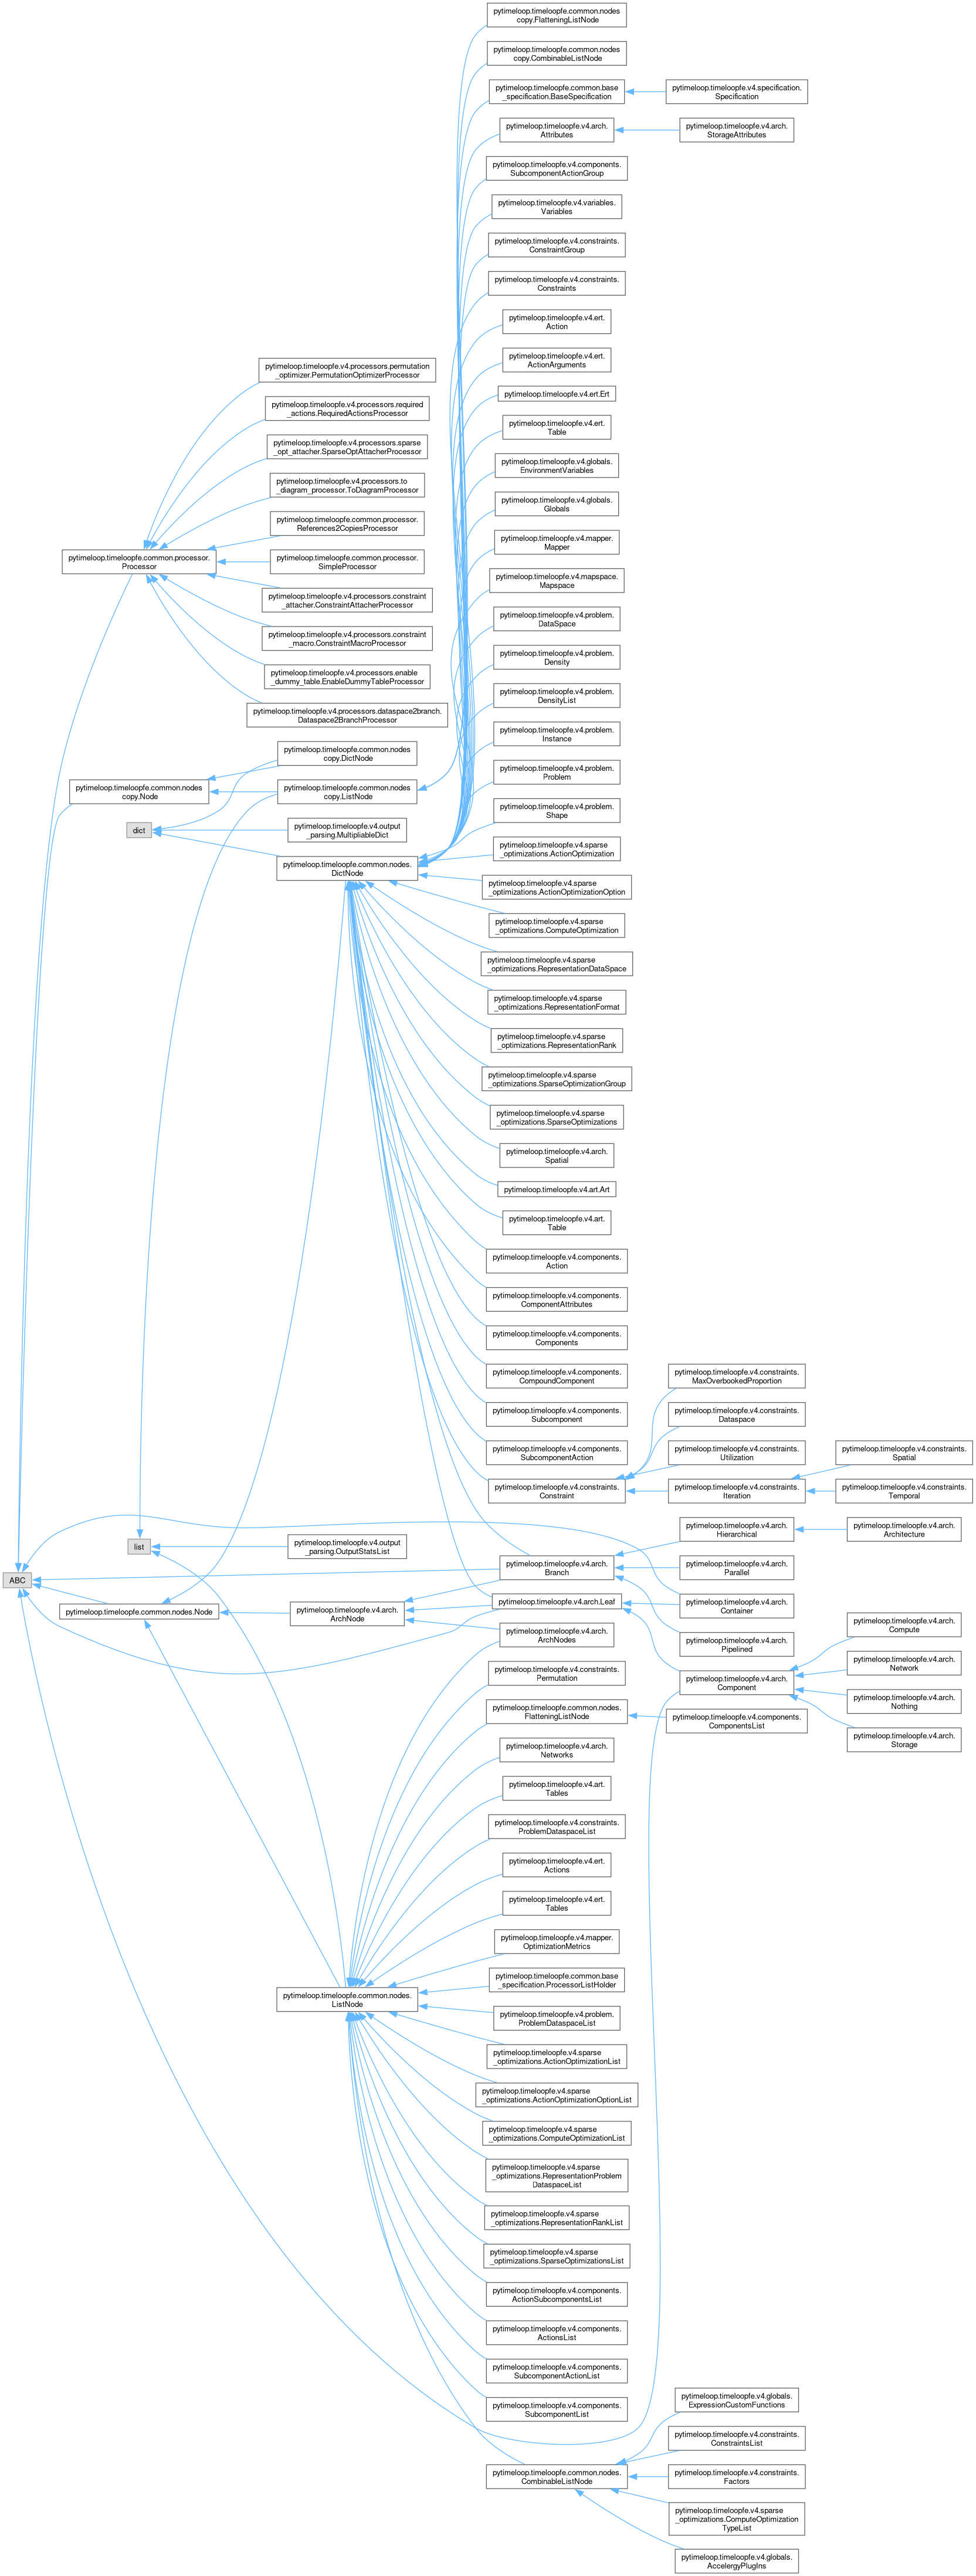 pytimeloop.timeloopfe.common.nodes
copy.FlatteningListNode
pytimeloop.timeloopfe.common.nodes
copy.CombinableListNode
pytimeloop.timeloopfe.common.base
_specification.BaseSpecification
pytimeloop.timeloopfe.v4.specification.
Specification
pytimeloop.timeloopfe.v4.arch.
Attributes
pytimeloop.timeloopfe.v4.arch.
StorageAttributes
pytimeloop.timeloopfe.v4.components.
SubcomponentActionGroup
pytimeloop.timeloopfe.v4.variables.
Variables
pytimeloop.timeloopfe.v4.constraints.
ConstraintGroup
pytimeloop.timeloopfe.v4.constraints.
Constraints
pytimeloop.timeloopfe.v4.ert.
Action
pytimeloop.timeloopfe.v4.ert.
ActionArguments
pytimeloop.timeloopfe.v4.ert.Ert
pytimeloop.timeloopfe.v4.ert.
Table
pytimeloop.timeloopfe.v4.globals.
EnvironmentVariables
pytimeloop.timeloopfe.v4.globals.
Globals
pytimeloop.timeloopfe.v4.mapper.
Mapper
pytimeloop.timeloopfe.v4.mapspace.
Mapspace
pytimeloop.timeloopfe.v4.problem.
DataSpace
pytimeloop.timeloopfe.v4.problem.
Density
pytimeloop.timeloopfe.v4.problem.
DensityList
pytimeloop.timeloopfe.v4.problem.
Instance
pytimeloop.timeloopfe.v4.problem.
Problem
pytimeloop.timeloopfe.v4.problem.
Shape
pytimeloop.timeloopfe.v4.processors.permutation
_optimizer.PermutationOptimizerProcessor
pytimeloop.timeloopfe.v4.processors.required
_actions.RequiredActionsProcessor
pytimeloop.timeloopfe.v4.processors.sparse
_opt_attacher.SparseOptAttacherProcessor
pytimeloop.timeloopfe.v4.processors.to
_diagram_processor.ToDiagramProcessor
pytimeloop.timeloopfe.common.processor.
References2CopiesProcessor
pytimeloop.timeloopfe.common.processor.
Processor
pytimeloop.timeloopfe.common.processor.
SimpleProcessor
pytimeloop.timeloopfe.v4.processors.constraint
_attacher.ConstraintAttacherProcessor
pytimeloop.timeloopfe.v4.processors.constraint
_macro.ConstraintMacroProcessor
pytimeloop.timeloopfe.v4.processors.enable
_dummy_table.EnableDummyTableProcessor
pytimeloop.timeloopfe.v4.processors.dataspace2branch.
Dataspace2BranchProcessor
pytimeloop.timeloopfe.common.nodes
copy.DictNode
pytimeloop.timeloopfe.common.nodes
copy.Node
pytimeloop.timeloopfe.common.nodes
copy.ListNode
dict
pytimeloop.timeloopfe.v4.output
_parsing.MultipliableDict
pytimeloop.timeloopfe.common.nodes.
DictNode
pytimeloop.timeloopfe.v4.sparse
_optimizations.ActionOptimization
pytimeloop.timeloopfe.v4.sparse
_optimizations.ActionOptimizationOption
pytimeloop.timeloopfe.v4.sparse
_optimizations.ComputeOptimization
pytimeloop.timeloopfe.v4.sparse
_optimizations.RepresentationDataSpace
pytimeloop.timeloopfe.v4.sparse
_optimizations.RepresentationFormat
pytimeloop.timeloopfe.v4.sparse
_optimizations.RepresentationRank
pytimeloop.timeloopfe.v4.sparse
_optimizations.SparseOptimizationGroup
pytimeloop.timeloopfe.v4.sparse
_optimizations.SparseOptimizations
pytimeloop.timeloopfe.v4.arch.
Spatial
pytimeloop.timeloopfe.v4.art.Art
pytimeloop.timeloopfe.v4.art.
Table
pytimeloop.timeloopfe.v4.components.
Action
pytimeloop.timeloopfe.v4.components.
ComponentAttributes
pytimeloop.timeloopfe.v4.components.
Components
pytimeloop.timeloopfe.v4.components.
CompoundComponent
pytimeloop.timeloopfe.v4.components.
Subcomponent
pytimeloop.timeloopfe.v4.components.
SubcomponentAction
pytimeloop.timeloopfe.v4.constraints.
Constraint
pytimeloop.timeloopfe.v4.constraints.
MaxOverbookedProportion
pytimeloop.timeloopfe.v4.constraints.
Dataspace
pytimeloop.timeloopfe.v4.constraints.
Utilization
pytimeloop.timeloopfe.v4.constraints.
Iteration
pytimeloop.timeloopfe.v4.constraints.
Spatial
pytimeloop.timeloopfe.v4.constraints.
Temporal
list
pytimeloop.timeloopfe.v4.output
_parsing.OutputStatsList
ABC
pytimeloop.timeloopfe.common.nodes.Node
pytimeloop.timeloopfe.v4.arch.
ArchNode
pytimeloop.timeloopfe.v4.arch.
Branch
pytimeloop.timeloopfe.v4.arch.Leaf
pytimeloop.timeloopfe.v4.arch.
ArchNodes
pytimeloop.timeloopfe.v4.arch.
Hierarchical
pytimeloop.timeloopfe.v4.arch.
Architecture
pytimeloop.timeloopfe.v4.arch.
Parallel
pytimeloop.timeloopfe.v4.arch.
Container
pytimeloop.timeloopfe.v4.arch.
Pipelined
pytimeloop.timeloopfe.v4.arch.
Component
pytimeloop.timeloopfe.v4.arch.
Compute
pytimeloop.timeloopfe.v4.arch.
Network
pytimeloop.timeloopfe.v4.arch.
Nothing
pytimeloop.timeloopfe.v4.arch.
Storage
pytimeloop.timeloopfe.v4.constraints.
Permutation
pytimeloop.timeloopfe.common.nodes.
FlatteningListNode
pytimeloop.timeloopfe.v4.components.
ComponentsList
pytimeloop.timeloopfe.v4.arch.
Networks
pytimeloop.timeloopfe.v4.art.
Tables
pytimeloop.timeloopfe.v4.constraints.
ProblemDataspaceList
pytimeloop.timeloopfe.v4.ert.
Actions
pytimeloop.timeloopfe.v4.ert.
Tables
pytimeloop.timeloopfe.v4.mapper.
OptimizationMetrics
pytimeloop.timeloopfe.common.base
_specification.ProcessorListHolder
pytimeloop.timeloopfe.common.nodes.
ListNode
pytimeloop.timeloopfe.v4.problem.
ProblemDataspaceList
pytimeloop.timeloopfe.v4.sparse
_optimizations.ActionOptimizationList
pytimeloop.timeloopfe.v4.sparse
_optimizations.ActionOptimizationOptionList
pytimeloop.timeloopfe.v4.sparse
_optimizations.ComputeOptimizationList
pytimeloop.timeloopfe.v4.sparse
_optimizations.RepresentationProblem
DataspaceList
pytimeloop.timeloopfe.v4.sparse
_optimizations.RepresentationRankList
pytimeloop.timeloopfe.v4.sparse
_optimizations.SparseOptimizationsList
pytimeloop.timeloopfe.v4.components.
ActionSubcomponentsList
pytimeloop.timeloopfe.v4.components.
ActionsList
pytimeloop.timeloopfe.v4.components.
SubcomponentActionList
pytimeloop.timeloopfe.v4.components.
SubcomponentList
pytimeloop.timeloopfe.common.nodes.
CombinableListNode
pytimeloop.timeloopfe.v4.globals.
ExpressionCustomFunctions
pytimeloop.timeloopfe.v4.constraints.
ConstraintsList
pytimeloop.timeloopfe.v4.constraints.
Factors
pytimeloop.timeloopfe.v4.sparse
_optimizations.ComputeOptimization
TypeList
pytimeloop.timeloopfe.v4.globals.
AccelergyPlugIns